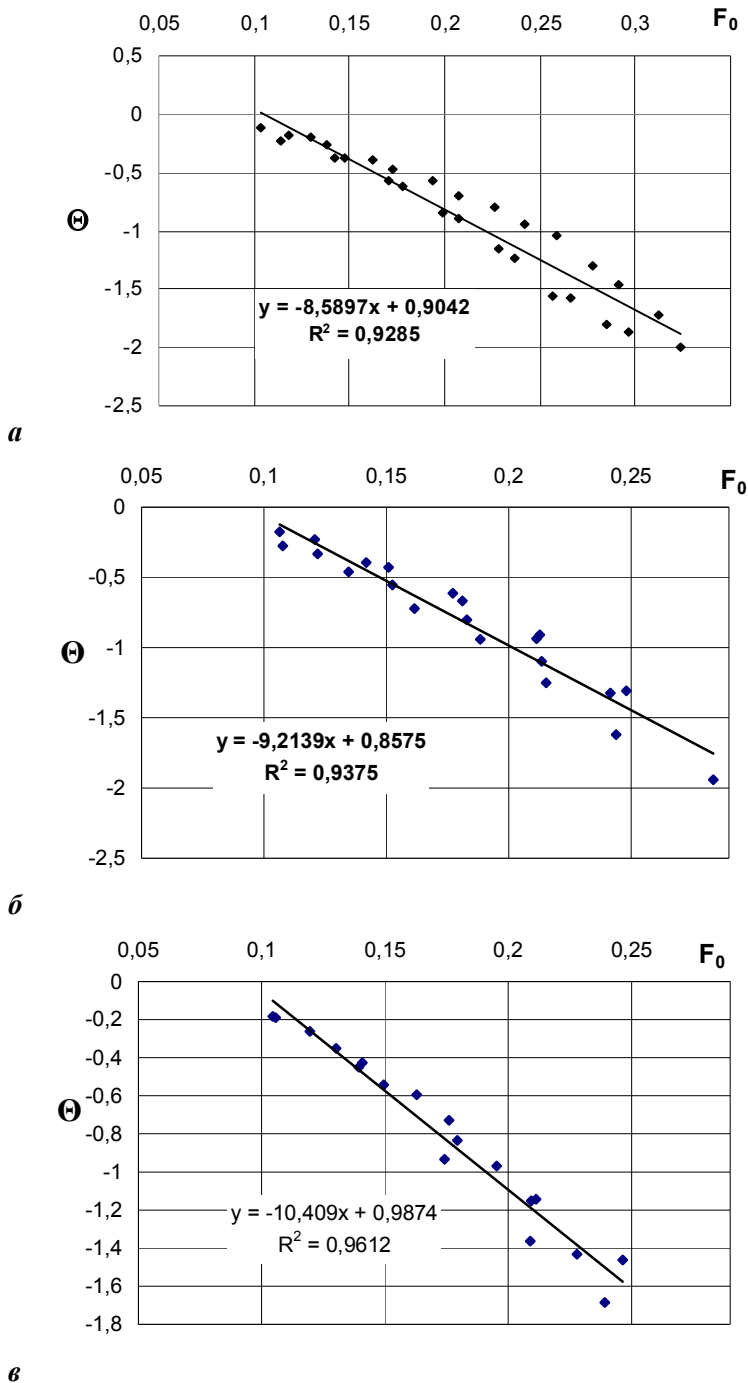 0,05 0,1 0,15 0,2 0,25 0,3 F₀
0,5
0
-0,5
Θ
-1
-1,5
y = -8,5897x + 0,9042
R² = 0,9285
-2
-2,5
а
0,05 0,1 0,15 0,2 0,25 F₀
0
-0,5
-1
Θ
-1,5
y = -9,2139x + 0,8575
R² = 0,9375
-2
-2,5
б
0,05 0,1 0,15 0,2 0,25 F₀
0
-0,2
-0,4
-0,6
Θ
-0,8
-1
-1,2
y = -10,409x + 0,9874
-1,4
R² = 0,9612
-1,6
-1,8
в